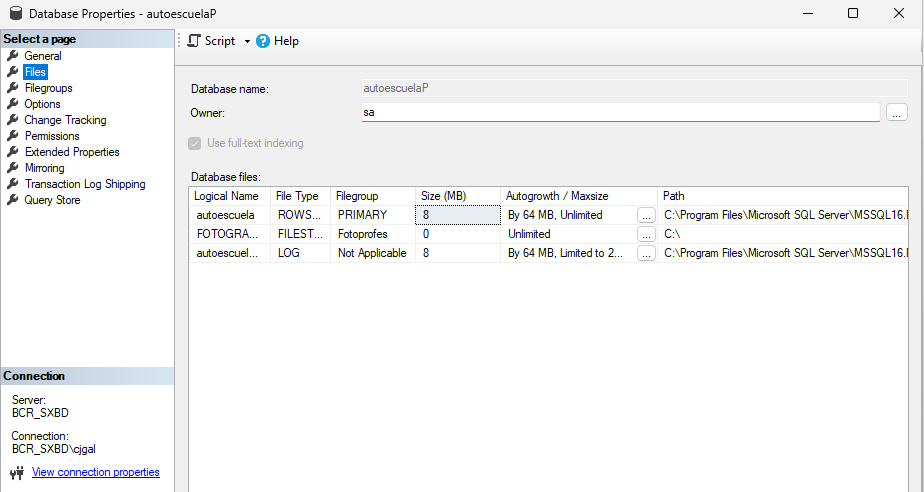 Database Properties - autoescuelaP
Select a page
General
Files
Filegroups
Options
Change Tracking
Permissions
Extended Properties
Mirroring
Transaction Log Shipping
Query Store
Connection
Server:
BCR_SXBD
Connection:
BCR_SXBD\cjgal
View connection properties
Script Help
Database name: autoescuelaP
Owner: sa ...
Use full-text indexing
Database files:
Logical Name File Type Filegroup Size (MB) Autogrowth / Maxsize Path
autoescuela ROWS... PRIMARY 8 By 64 MB, Unlimited ... C:\Program Files\Microsoft SQL Server\MSSQL16.
FOTOGRA... FILEST... Fotoprofes 0 Unlimited ... C:\
autoescuel... LOG Not Applicable 8 By 64 MB, Limited to 2... ... C:\Program Files\Microsoft SQL Server\MSSQL16.